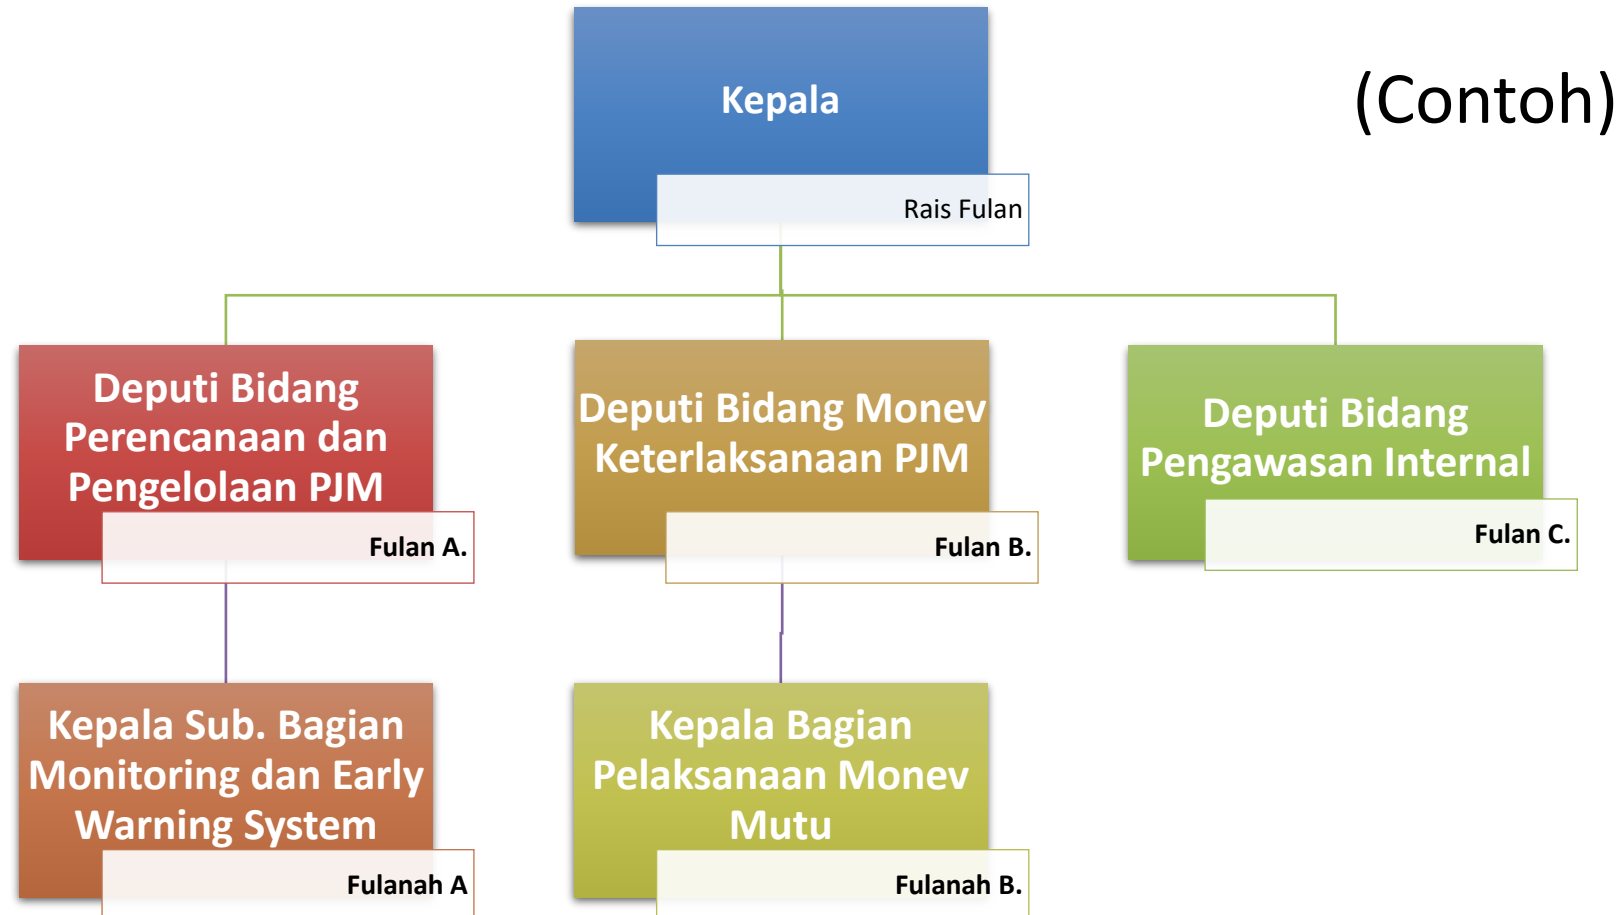 Kepala
(Contoh)
Rais Fulan
Deputi Bidang
Perencanaan dan
Pengelolaan PJM
Fulan A.
Deputi Bidang Monev
Keterlaksanaan PJM
Fulan B.
Deputi Bidang
Pengawasan Internal
Fulan C.
Kepala Sub. Bagian
Monitoring dan Early
Warning System
Fulanah A
Kepala Bagian
Pelaksanaan Monev
Mutu
Fulanah B.